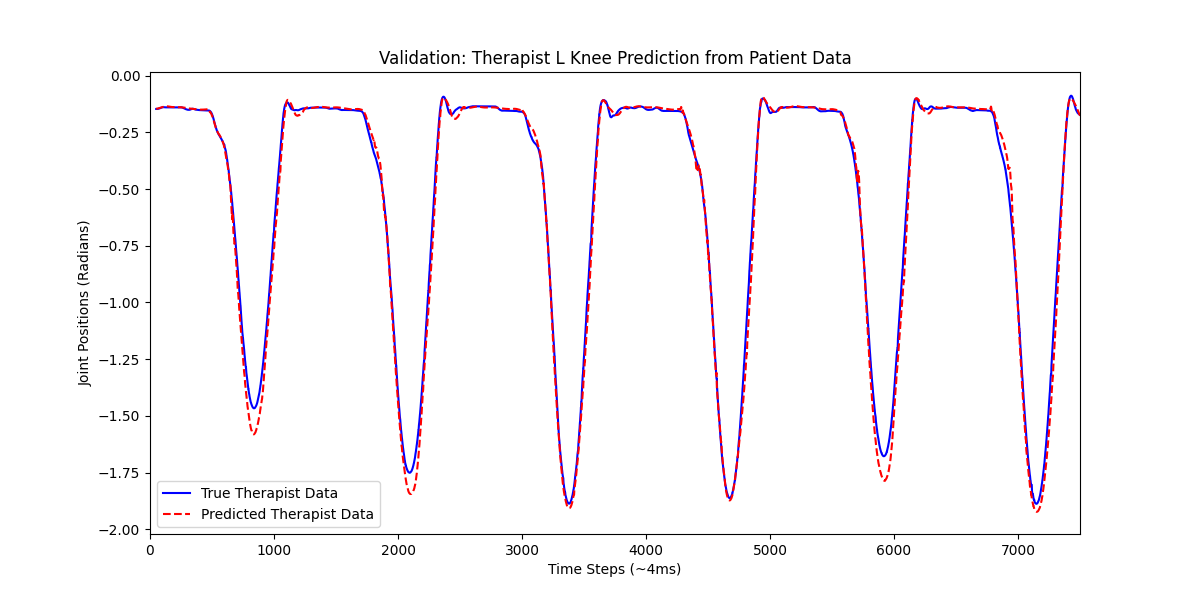 Validation: Therapist L Knee Prediction from Patient Data
0.00
−0.25
−0.50
−0.75
−1.00
−1.25
−1.50
−1.75
−2.00
Joint Positions (Radians)
True Therapist Data
Predicted Therapist Data
0 1000 2000 3000 4000 5000 6000 7000
Time Steps (~4ms)